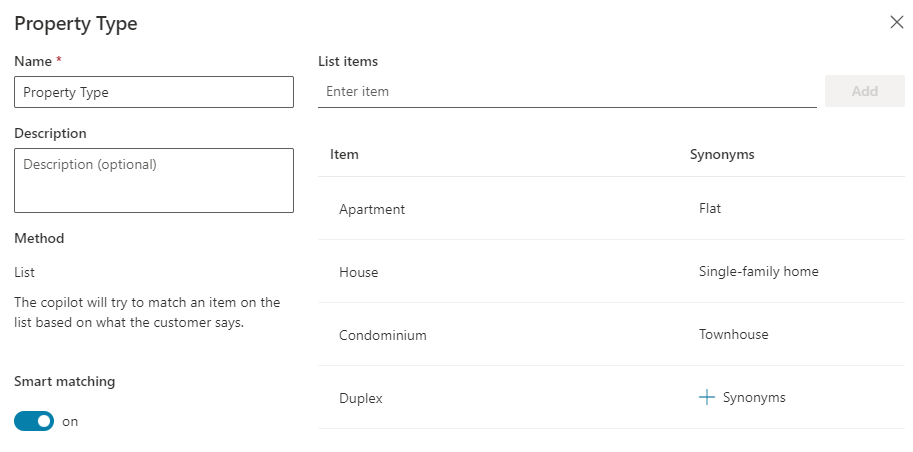 Property Type
Name *
Property Type
Description
Description (optional)
Method
List
The copilot will try to match an item on the
list based on what the customer says.
Smart matching
on
List items
Enter item
Add
Item Synonyms
Apartment Flat
House Single-family home
Condominium Townhouse
Duplex + Synonyms